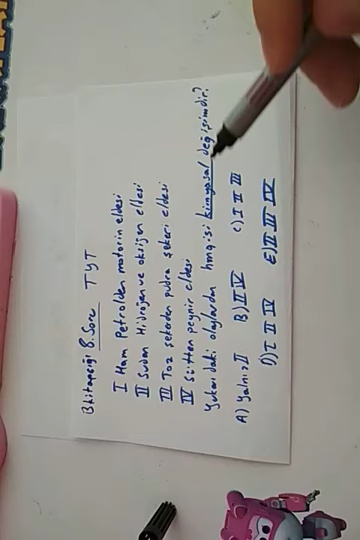 B kitapçığı 8. Soru TYT
I Ham Petrolden motorin eldesi
II Sudan Hidrojen ve oksijen eldesi
III Toz şekerden pudra şekeri eldesi
IV Sütten peynir eldesi
Yukarıdaki olaylardan hangisi kimyasal değişimdir?
A) Yalnız II B) II IV C) I II III
D) I II IV E) II III IV